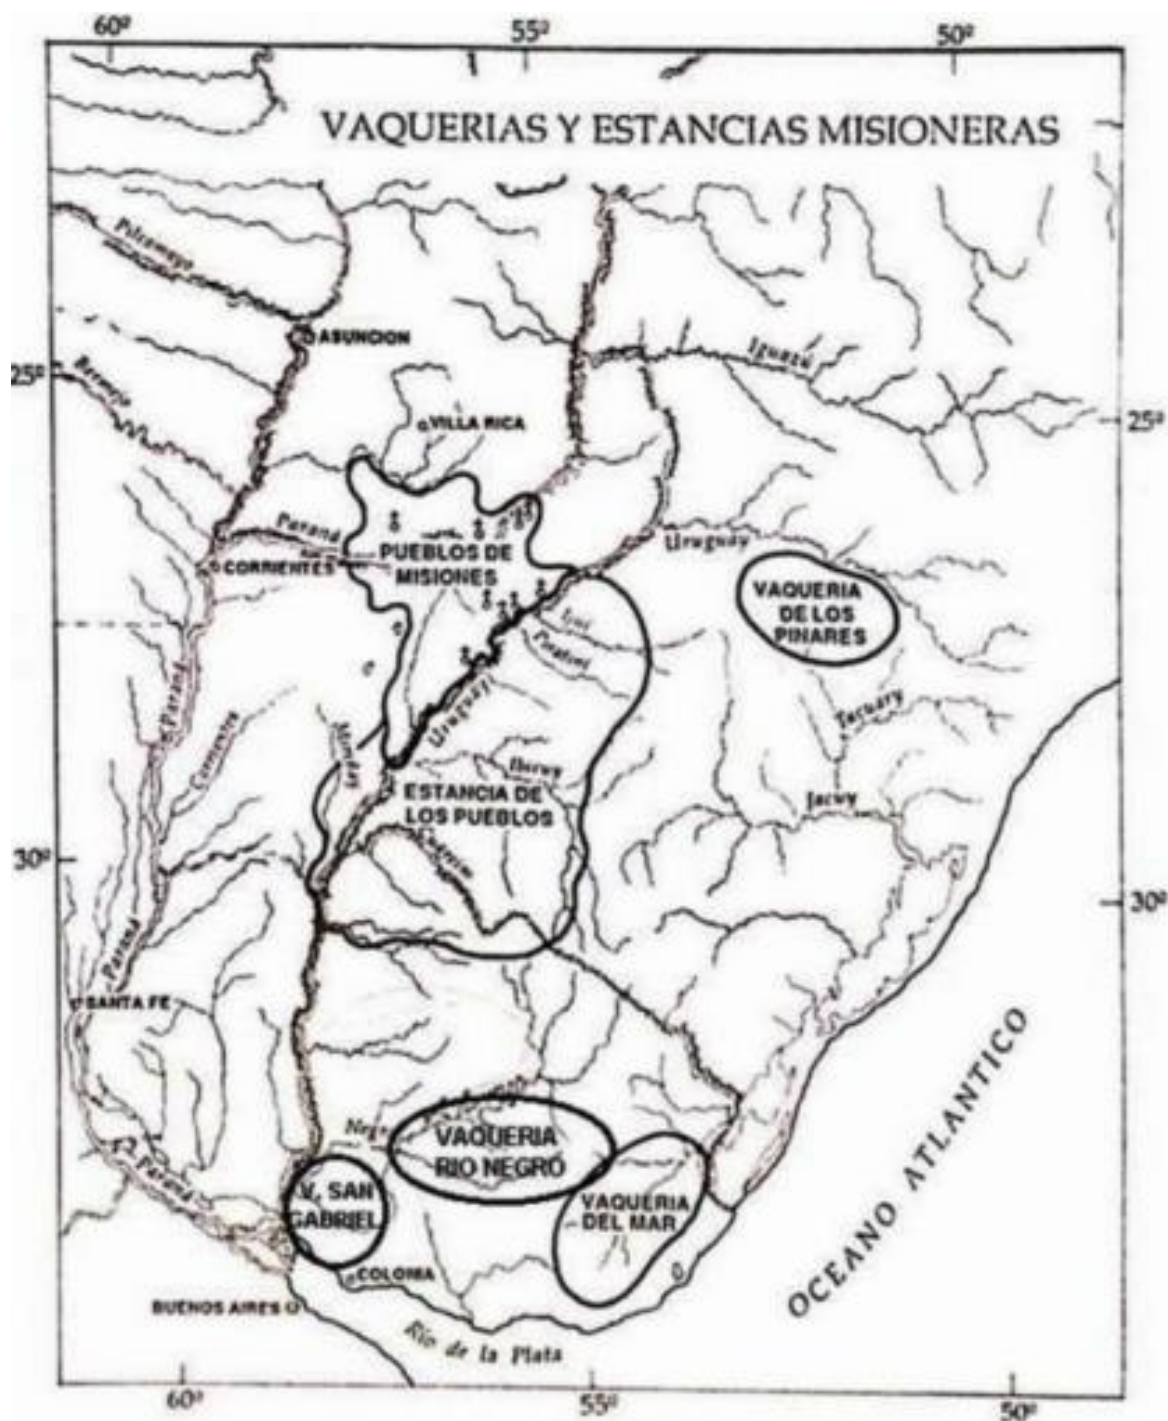 60º
55º
50º
VAQUERIAS Y ESTANCIAS MISIONERAS
Pilcomayo
ASUNCION
Iguazú
25º
Bermejo
25º
VILLA RICA
Paraná
Uruguay
PUEBLOS DE
MISIONES
CORRIENTES
VAQUERIA
DE LOS
PINARES
Paraná
Uruguay
Corrientes
ESTANCIA DE
LOS PUEBLOS
30º
30º
Paraná
SANTA FE
OCEANO ATLANTICO
Negro
VAQUERIA
RIO NEGRO
V. SAN
GABRIEL
VAQUERIA
DEL MAR
Paraná
COLONIA
BUENOS AIRES
Río de la Plata
60º
55º
50º